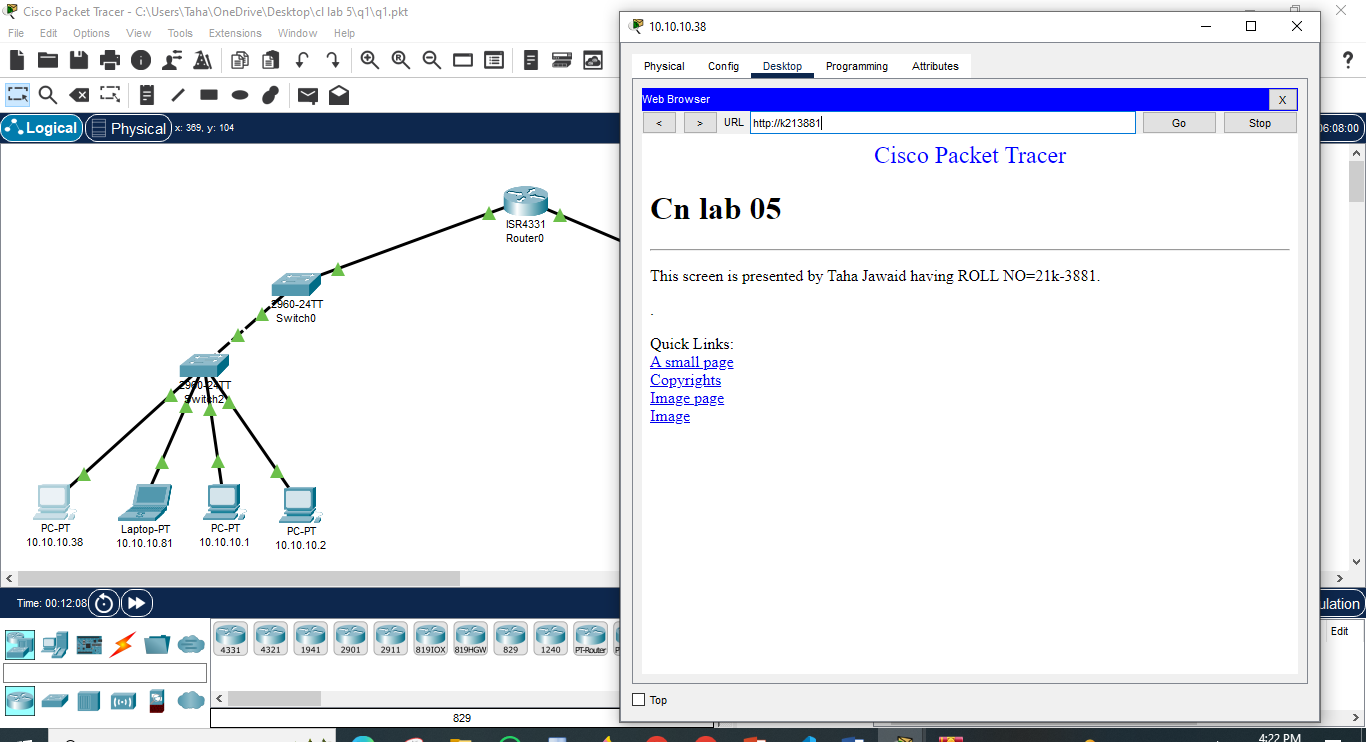 Cisco Packet Tracer - C:\Users\Taha\OneDrive\Desktop\cl lab 5\q1\q1.pkt
File Edit Options View Tools Extensions Window Help
?
Logical Physical x: 369, y: 104
06:08:00
ISR4331
Router0
2960-24TT
Switch0
2960-24TT
Switch2
PC-PT
10.10.10.38
Laptop-PT
10.10.10.81
PC-PT
10.10.10.1
PC-PT
10.10.10.2
Time: 00:12:08
4331 4321 1941 2901 2911 819IOX 819HGW 829 1240 PT-Router
829
10.10.10.38
Physical Config Desktop Programming Attributes
Web Browser X
< > URL http://k213881 Go Stop
Cisco Packet Tracer
Cn lab 05
This screen is presented by Taha Jawaid having ROLL NO=21k-3881.
.
Quick Links:
A small page
Copyrights
Image page
Image
Top
ulation
Edit
4:22 PM